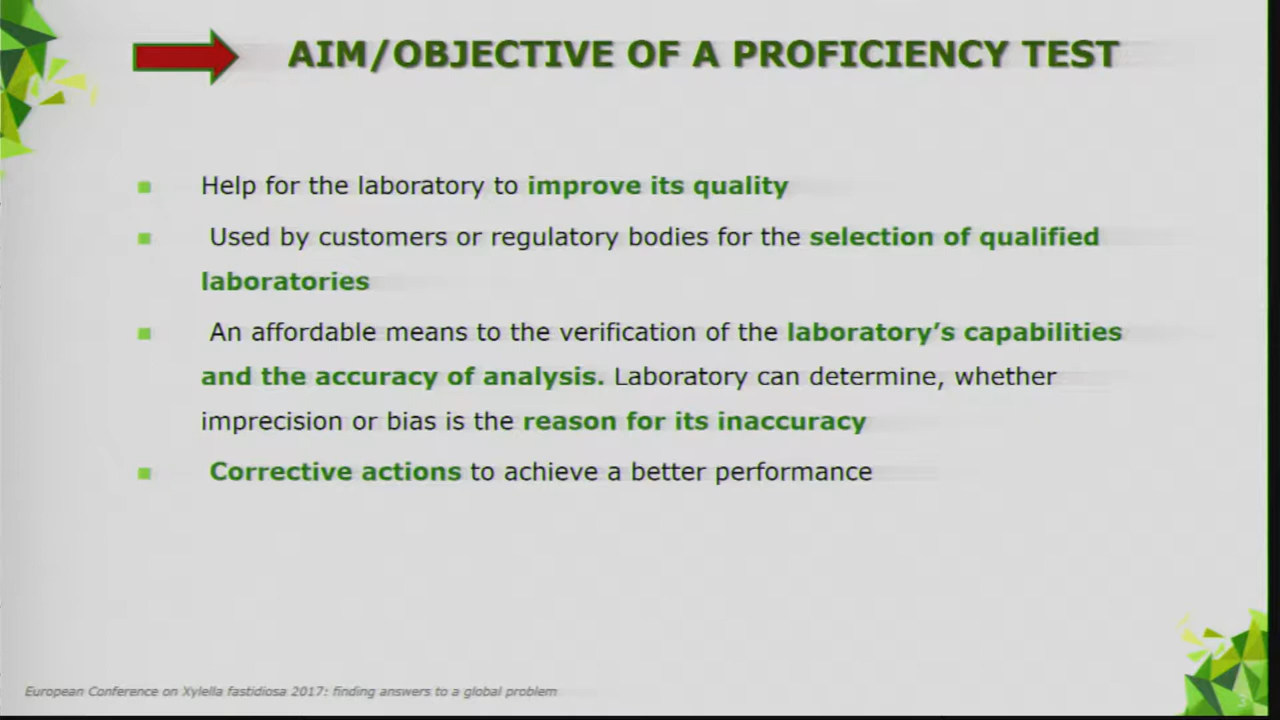 AIM/OBJECTIVE OF A PROFICIENCY TEST
Help for the laboratory to improve its quality
Used by customers or regulatory bodies for the selection of qualified
laboratories
An affordable means to the verification of the laboratory’s capabilities
and the accuracy of analysis. Laboratory can determine, whether
imprecision or bias is the reason for its inaccuracy
Corrective actions to achieve a better performance
European Conference on Xylella fastidiosa 2017: finding answers to a global problem
3